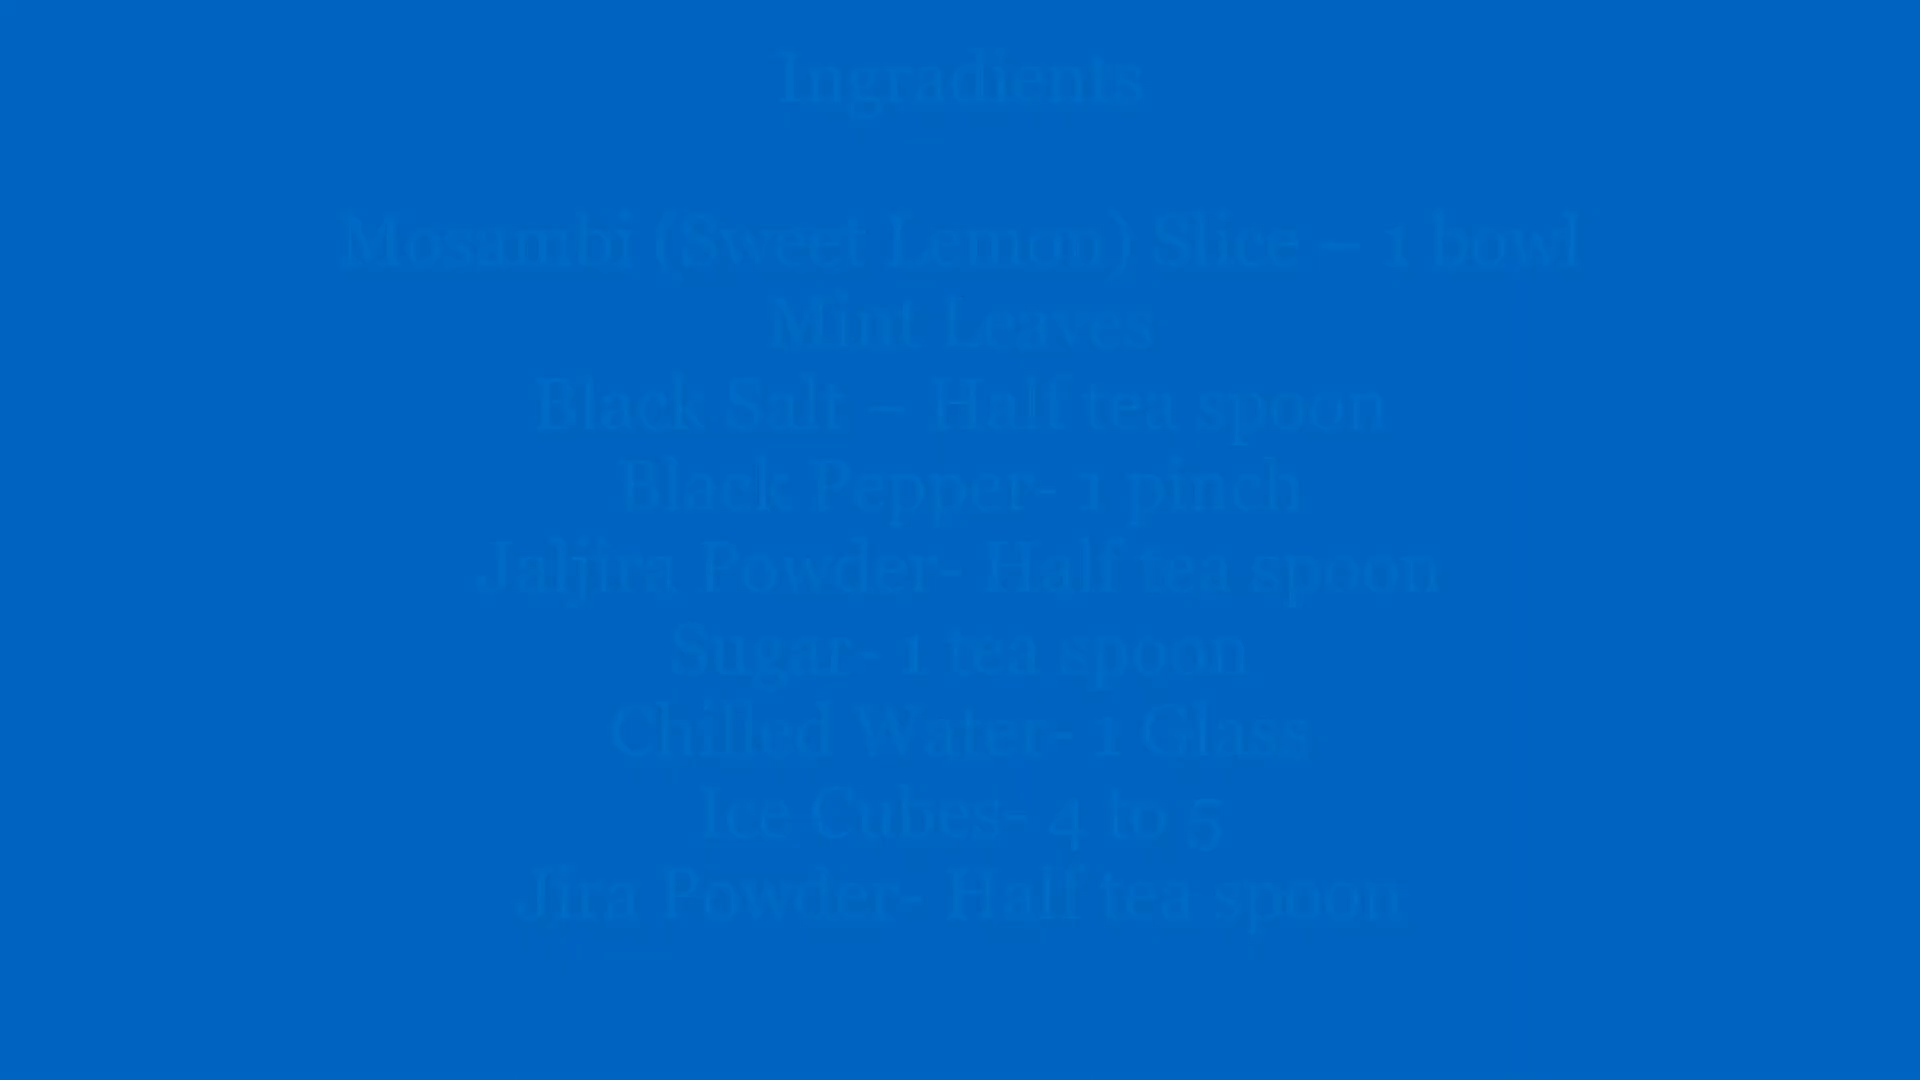 Ingradients
Mosambi (Sweet Lemon) Slice – 1 bowl
Mint Leaves
Black Salt – Half tea spoon
Black Pepper- 1 pinch
Jaljira Powder- Half tea spoon
Sugar- 1 tea spoon
Chilled Water- 1 Glass
Ice Cubes- 4 to 5
Jira Powder- Half tea spoon